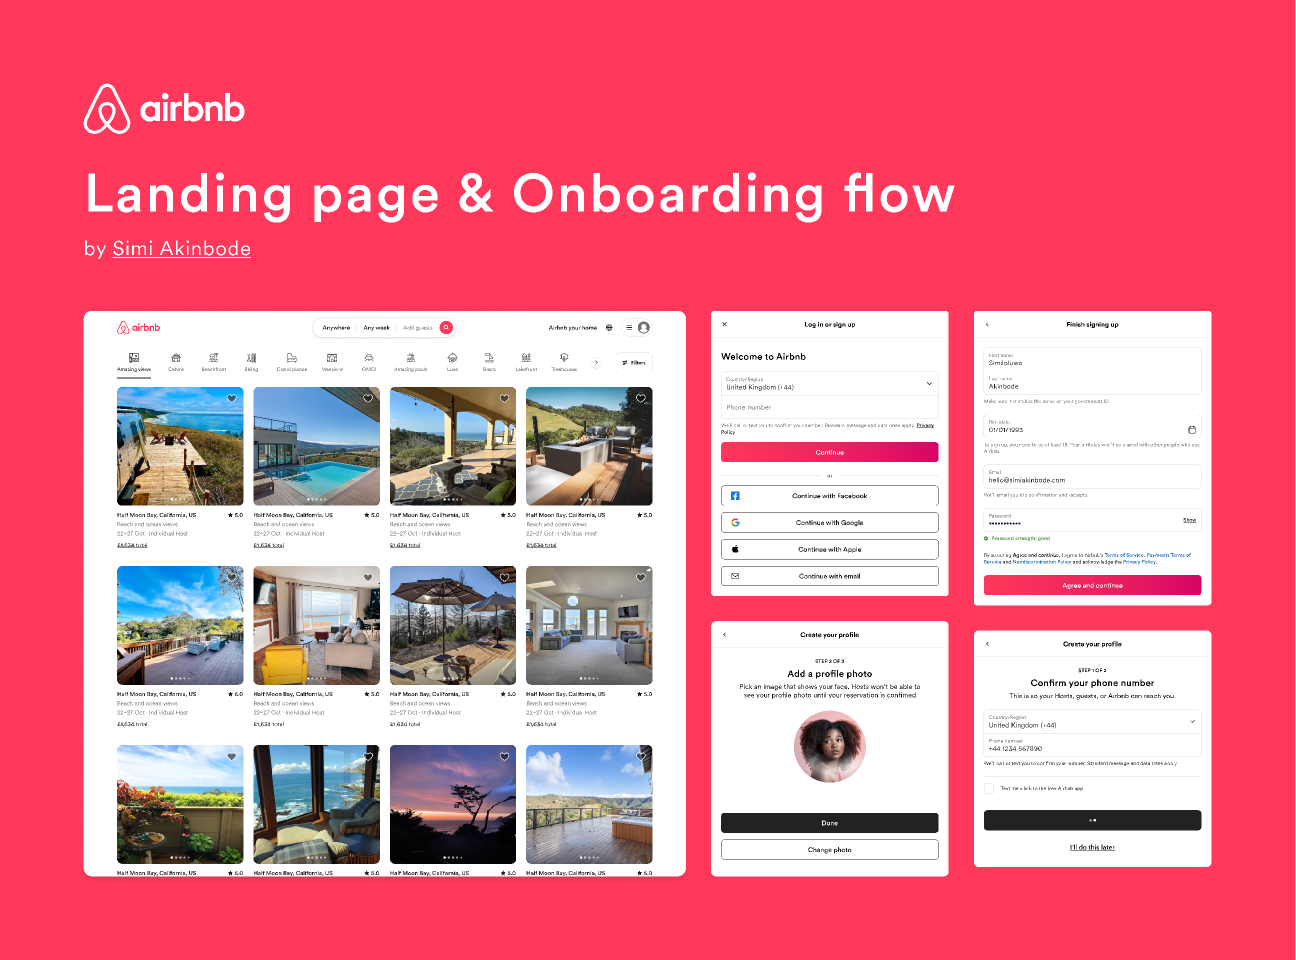 airbnb
Landing page & Onboarding flow
by Simi Akinbode
airbnb
Anywhere
Any week
Add guests
Airbnb your home
Amazing views
Cabins
Beachfront
Skiing
Grand pianos
Mansions
OMG!
Amazing pools
Luxe
Lakefront
Treehouses
Filters
Half Moon Bay, California, US
5.0
Beach and ocean views
22–27 Oct · Individual Host
£1,634 total
Half Moon Bay, California, US
5.0
Beach and ocean views
22–27 Oct · Individual Host
£1,634 total
Half Moon Bay, California, US
5.0
Beach and ocean views
22–27 Oct · Individual Host
£1,634 total
Half Moon Bay, California, US
5.0
Beach and ocean views
22–27 Oct · Individual Host
£1,634 total
Half Moon Bay, California, US
5.0
Beach and ocean views
22–27 Oct · Individual Host
£1,634 total
Half Moon Bay, California, US
5.0
Beach and ocean views
22–27 Oct · Individual Host
£1,634 total
Half Moon Bay, California, US
5.0
Beach and ocean views
22–27 Oct · Individual Host
£1,634 total
Half Moon Bay, California, US
5.0
Beach and ocean views
22–27 Oct · Individual Host
£1,634 total
Half Moon Bay, California, US
5.0
Half Moon Bay, California, US
5.0
Half Moon Bay, California, US
5.0
Half Moon Bay, California, US
5.0
Log in or sign up
Welcome to Airbnb
Country/Region
United Kingdom (+44)
Phone number
We'll call or text you to confirm your number. Standard message and data rates apply. Privacy
Policy
Continue
or
Continue with Facebook
Continue with Google
Continue with Apple
Continue with email
Finish signing up
First name
Similoluwa
Last name
Akinbode
Make sure it matches the name on your government ID.
Birthdate
01/01/1993
To sign up, you need to be at least 18. Your birthday won't be shared with other people who use
Airbnb.
Email
hello@simiakinbode.com
We'll email you trip confirmation and receipts.
Password
•••••••••••
Show
Password strength: good
By selecting Agree and continue, I agree to Airbnb's Terms of Service, Payments Terms of
Service and Nondiscrimination Policy and acknowledge the Privacy Policy.
Agree and continue
Create your profile
STEP 2 OF 2
Add a profile photo
Pick an image that shows your face. Hosts won't be able to
see your profile photo until your reservation is confimed
Done
Change photo
Create your profile
STEP 1 OF 2
Confirm your phone number
This is so your Hosts, guests, or Airbnb can reach you.
Country/Region
United Kingdom (+44)
Phone number
+44 1234 567890
We'll call or text you to confirm your number. Standard message and data rates apply.
Text me a link to the free Airbnb app
I'll do this later